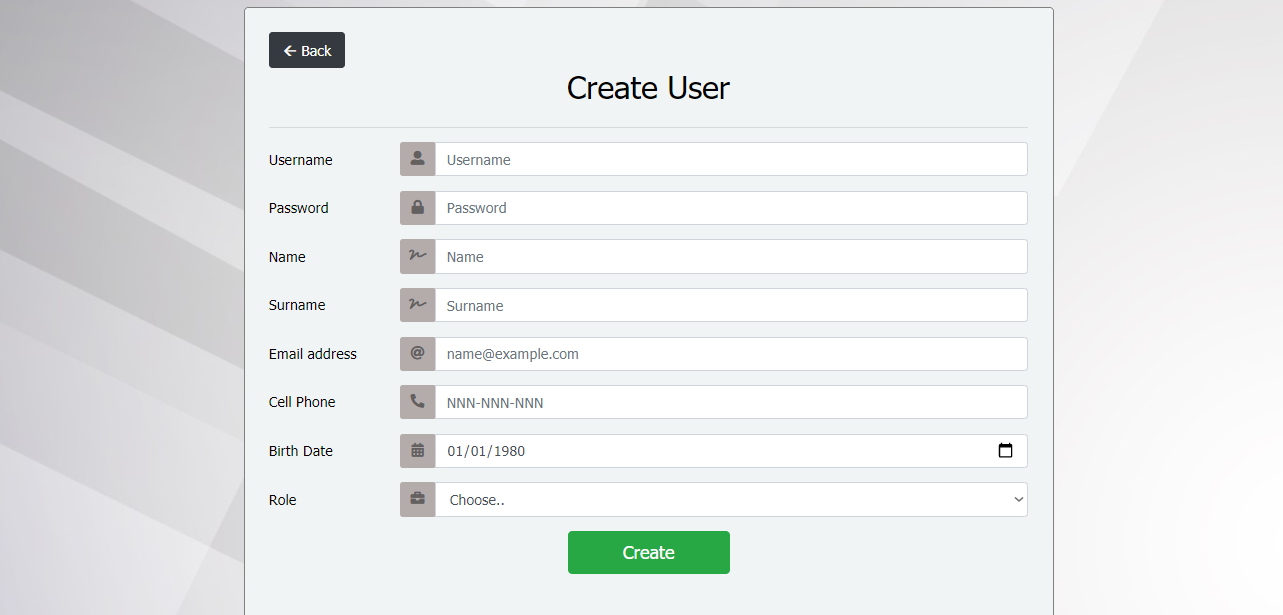 Back
Create User
Username Username
Password Password
Name Name
Surname Surname
Email address name@example.com
Cell Phone NNN-NNN-NNN
Birth Date 01/01/1980
Role Choose..
Create